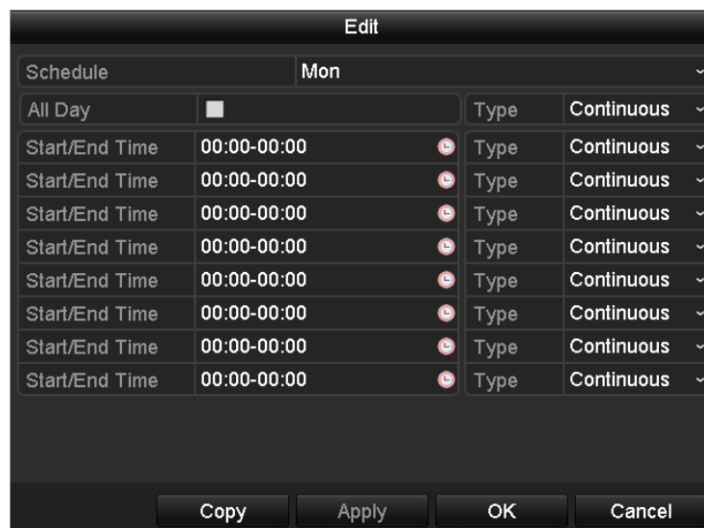 Edit
Schedule Mon
All Day Type Continuous
Start/End Time 00:00-00:00 Type Continuous
Start/End Time 00:00-00:00 Type Continuous
Start/End Time 00:00-00:00 Type Continuous
Start/End Time 00:00-00:00 Type Continuous
Start/End Time 00:00-00:00 Type Continuous
Start/End Time 00:00-00:00 Type Continuous
Start/End Time 00:00-00:00 Type Continuous
Start/End Time 00:00-00:00 Type Continuous
Copy Apply OK Cancel